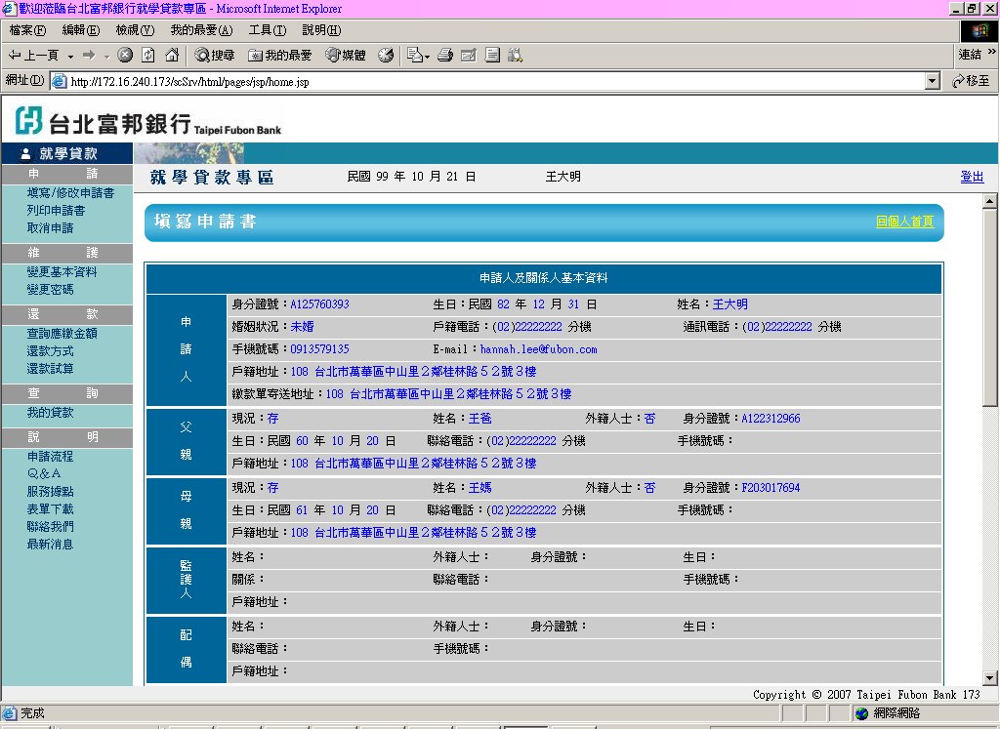 歡迎蒞臨台北富邦銀行就學貸款專區 - Microsoft Internet Explorer
檔案(F) 編輯(E) 檢視(V) 我的最愛(A) 工具(T) 說明(H)
上一頁 搜尋 我的最愛 媒體 連結 »
網址(D) http://172.16.240.173/scSrv/html/pages/jsp/home.jsp 移至
台北富邦銀行 Taipei Fubon Bank
就學貸款
就學貸款專區 民國 99 年 10 月 21 日 王大明 登出
申 請
填寫/修改申請書
列印申請書
取消申請
維 護
變更基本資料
變更密碼
還 款
查詢應繳金額
還款方式
還款試算
查 詢
我的貸款
說 明
申請流程
Q & A
服務據點
表單下載
聯絡我們
最新消息
填寫申請書 回個人首頁
申請人及關係人基本資料
申請人
身分證號：A125760393 生日：民國 82 年 12 月 31 日 姓名：王大明
婚姻狀況：未婚 戶籍電話：(02)22222222 分機 通訊電話：(02)22222222 分機
手機號碼：0913579135 E-mail：hannah.lee@fubon.com
戶籍地址：108 台北市萬華區中山里２鄰桂林路５２號３樓
繳款單寄送地址：108 台北市萬華區中山里２鄰桂林路５２號３樓
父親
現況：存 姓名：王爸 外籍人士：否 身分證號：A122312966
生日：民國 60 年 10 月 20 日 聯絡電話：(02)22222222 分機 手機號碼：
戶籍地址：108 台北市萬華區中山里２鄰桂林路５２號３樓
母親
現況：存 姓名：王媽 外籍人士：否 身分證號：F203017694
生日：民國 61 年 10 月 20 日 聯絡電話：(02)22222222 分機 手機號碼：
戶籍地址：108 台北市萬華區中山里２鄰桂林路５２號３樓
監護人
姓名： 外籍人士： 身分證號： 生日：
關係： 聯絡電話： 手機號碼：
戶籍地址：
配偶
姓名： 外籍人士： 身分證號： 生日：
聯絡電話： 手機號碼：
戶籍地址：
Copyright © 2007 Taipei Fubon Bank 173
完成 網際網路